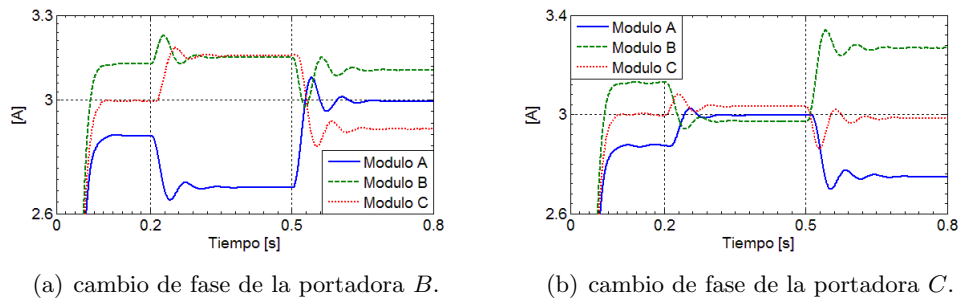 3.3
3
2.6
[A]
0
0.2
0.5
0.8
Tiempo [s]
Modulo A
Modulo B
Modulo C
(a) cambio de fase de la portadora B.
3.4
3
2.6
[A]
0
0.2
0.5
0.8
Tiempo [s]
Modulo A
Modulo B
Modulo C
(b) cambio de fase de la portadora C.